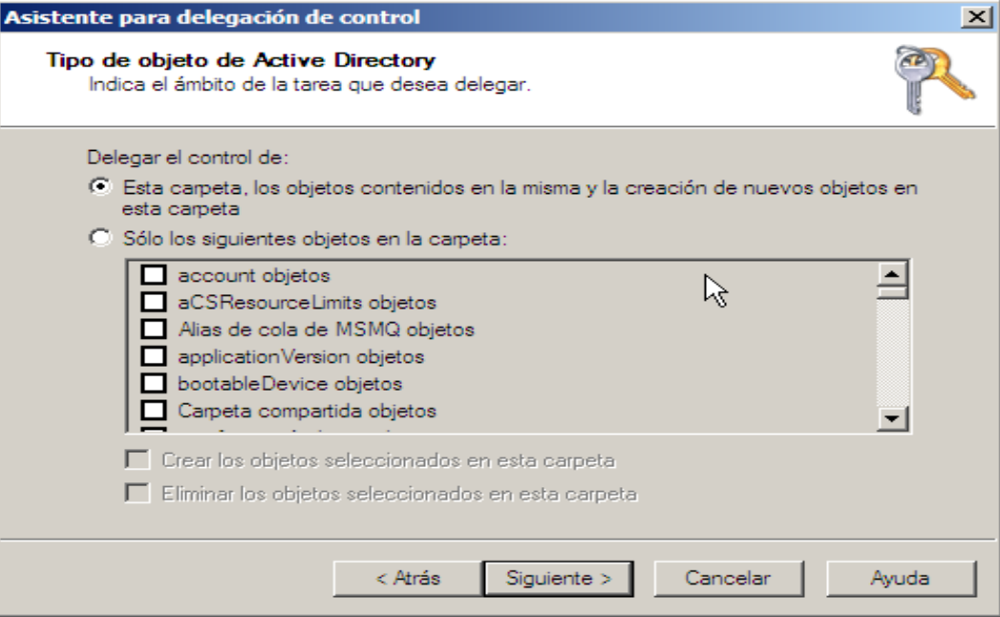 Asistente para delegación de control
Tipo de objeto de Active Directory
Indica el ámbito de la tarea que desea delegar.
Delegar el control de:
Esta carpeta, los objetos contenidos en la misma y la creación de nuevos objetos en
esta carpeta
Sólo los siguientes objetos en la carpeta:
account objetos
aCSResourceLimits objetos
Alias de cola de MSMQ objetos
applicationVersion objetos
bootableDevice objetos
Carpeta compartida objetos
Crear los objetos seleccionados en esta carpeta
Eliminar los objetos seleccionados en esta carpeta
< Atrás
Siguiente >
Cancelar
Ayuda